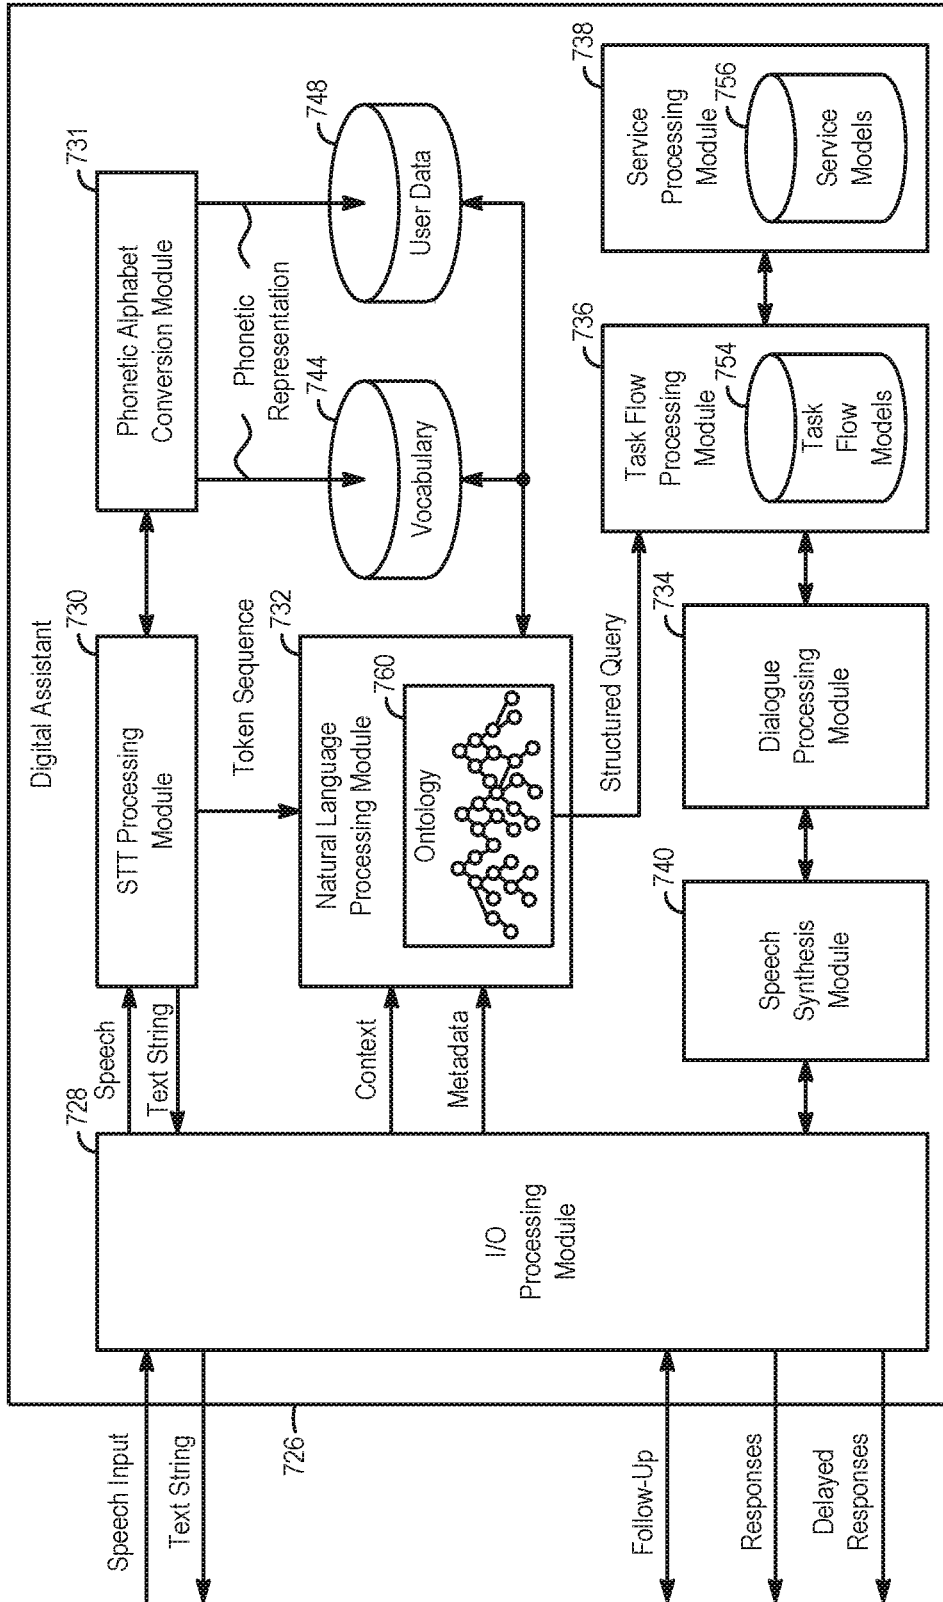 Digital Assistant
726
Speech Input
Text String
Follow-Up
Responses
Delayed
Responses
728
I/O
Processing
Module
Speech
Text String
Context
Metadata
730
STT Processing
Module
731
Phonetic Alphabet
Conversion Module
Phonetic
Representation
744
Vocabulary
748
User Data
Token Sequence
732
Natural Language
Processing Module
760
Ontology
Structured Query
740
Speech
Synthesis
Module
734
Dialogue
Processing
Module
736
Task Flow
Processing
Module
754
Task
Flow
Models
738
Service
Processing
Module
756
Service
Models